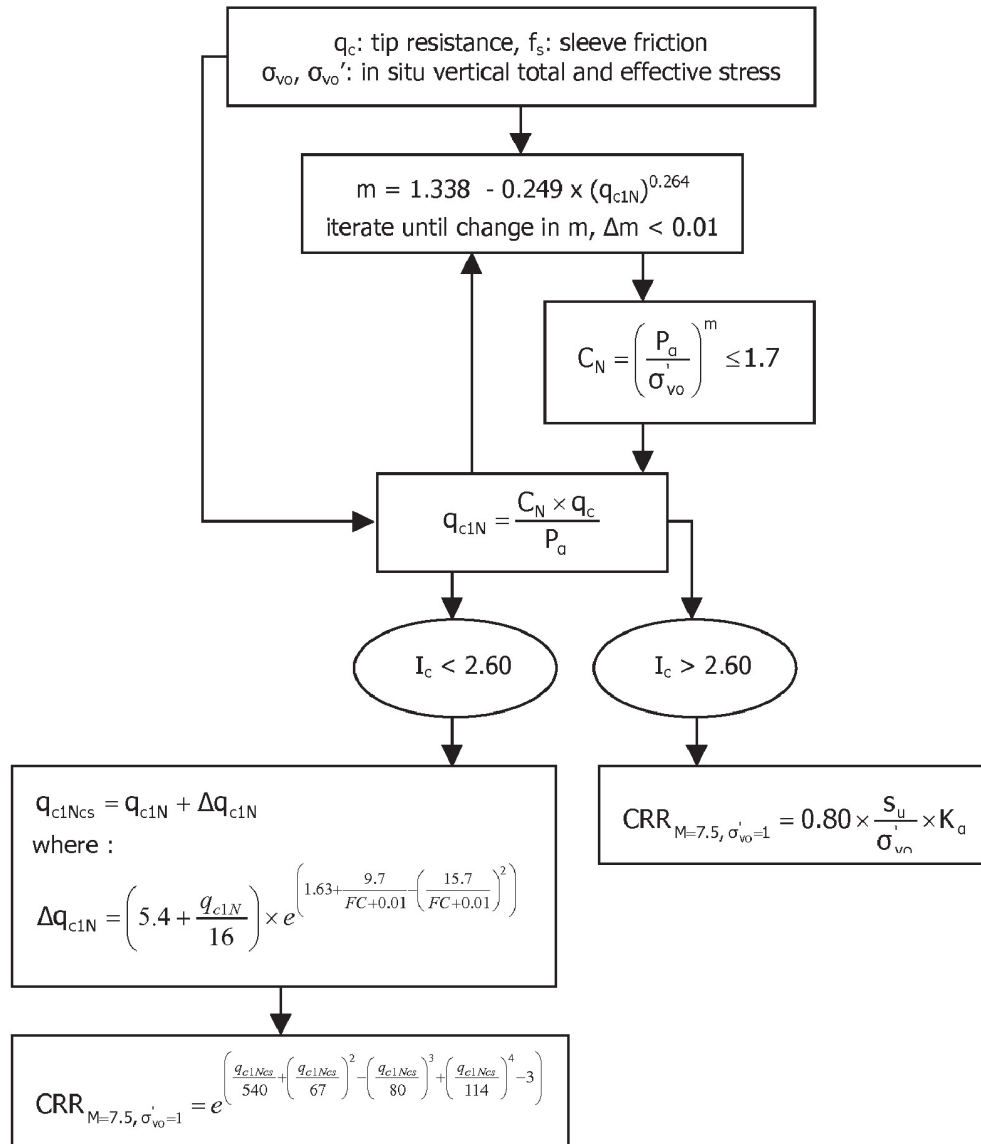 q_c: tip resistance, f_s: sleeve friction
σ_vo, σ_vo′: in situ vertical total and effective stress
m = 1.338 - 0.249 x (q_c1N)^0.264
iterate until change in m, Δm < 0.01
C_N = (P_a / σ'_vo)^m ≤ 1.7
q_c1N = (C_N × q_c) / P_a
I_c < 2.60
I_c > 2.60
q_c1Ncs = q_c1N + Δq_c1N
where :
Δq_c1N = (5.4 + q_c1N / 16) × e^(1.63 + 9.7 / (FC+0.01) - (15.7 / (FC+0.01))^2)
CRR_M=7.5, σ'_vo=1 = 0.80 × s_u / σ'_vo × K_α
CRR_M=7.5, σ'_vo=1 = e^(q_c1Ncs / 540 + (q_c1Ncs / 67)^2 - (q_c1Ncs / 80)^3 + (q_c1Ncs / 114)^4 - 3)